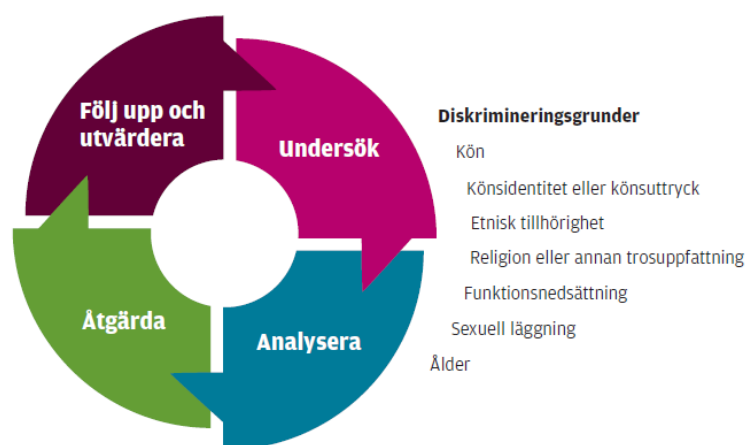 Följ upp och
utvärdera
Undersök
Analysera
Åtgärda
Diskrimineringsgrunder
Kön
Könsidentitet eller könsuttryck
Etnisk tillhörighet
Religion eller annan trosuppfattning
Funktionsnedsättning
Sexuell läggning
Ålder